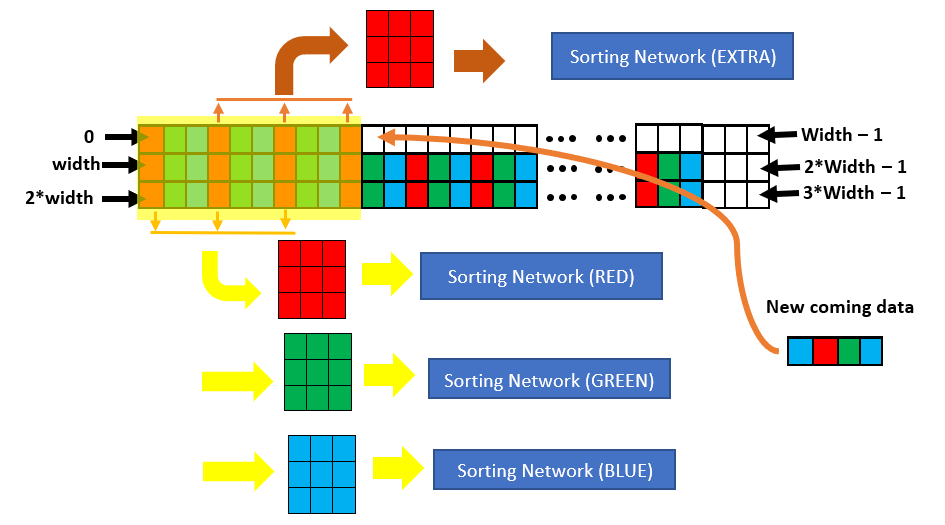 Sorting Network (EXTRA)
0
Width – 1
width
2*Width – 1
2*width
3*Width – 1
Sorting Network (RED)
New coming data
Sorting Network (GREEN)
Sorting Network (BLUE)